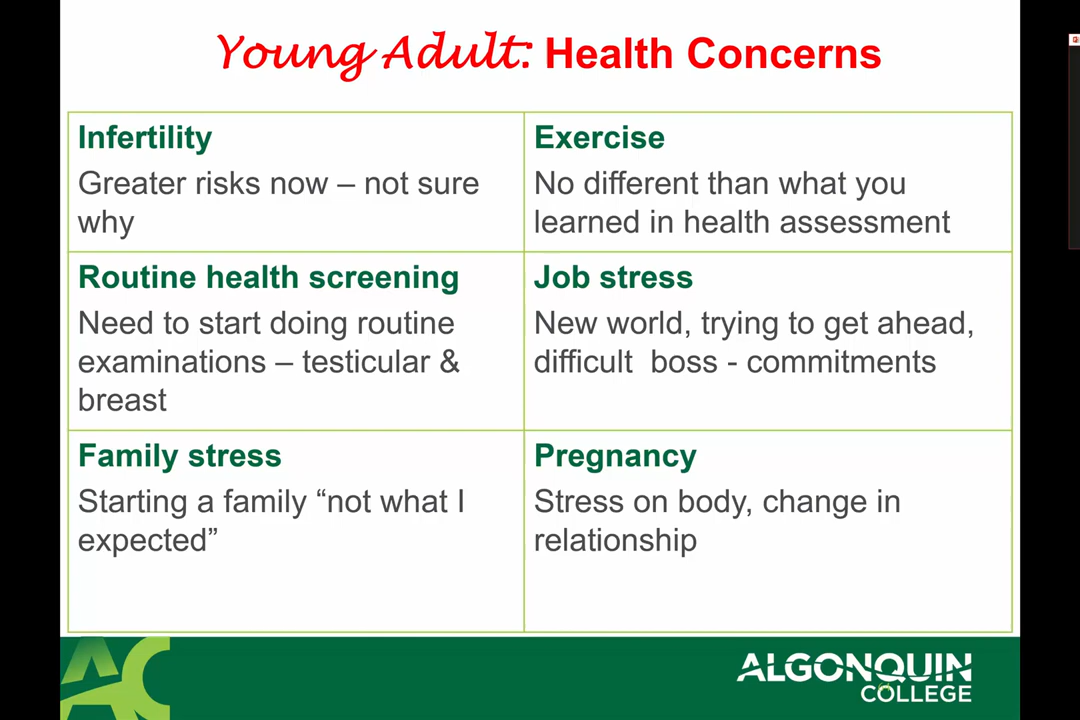 Young Adult: Health Concerns
Infertility
Greater risks now – not sure
why
Exercise
No different than what you
learned in health assessment
Routine health screening
Need to start doing routine
examinations – testicular &
breast
Job stress
New world, trying to get ahead,
difficult  boss - commitments
Family stress
Starting a family “not what I
expected”
Pregnancy
Stress on body, change in
relationship
AC
ALGONQUIN
COLLEGE